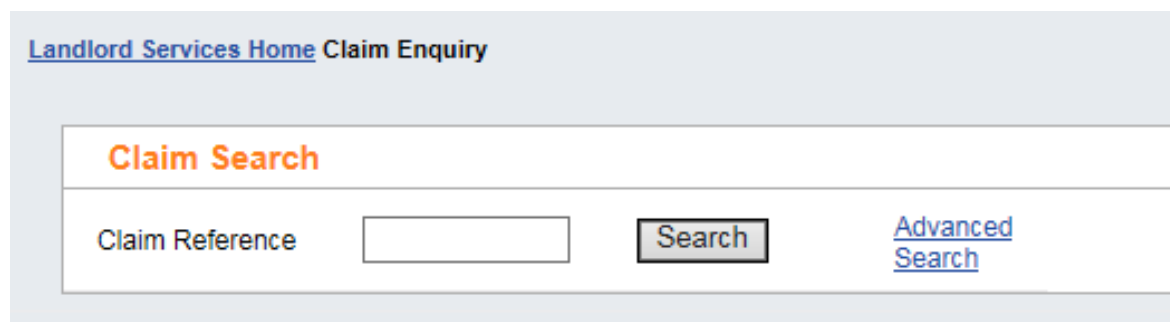 Landlord Services Home Claim Enquiry
Claim Search
Claim Reference
Search
Advanced
Search